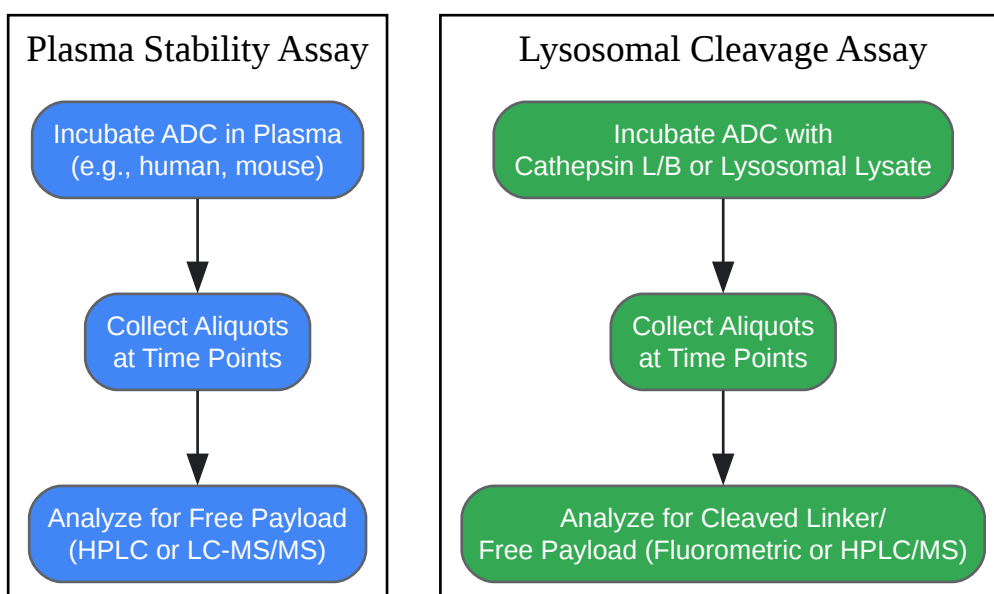 Plasma Stability Assay
Incubate ADC in Plasma
(e.g., human, mouse)
Collect Aliquots
at Time Points
Analyze for Free Payload
(HPLC or LC-MS/MS)
Lysosomal Cleavage Assay
Incubate ADC with
Cathepsin L/B or Lysosomal Lysate
Collect Aliquots
at Time Points
Analyze for Cleaved Linker/
Free Payload (Fluorometric or HPLC/MS)